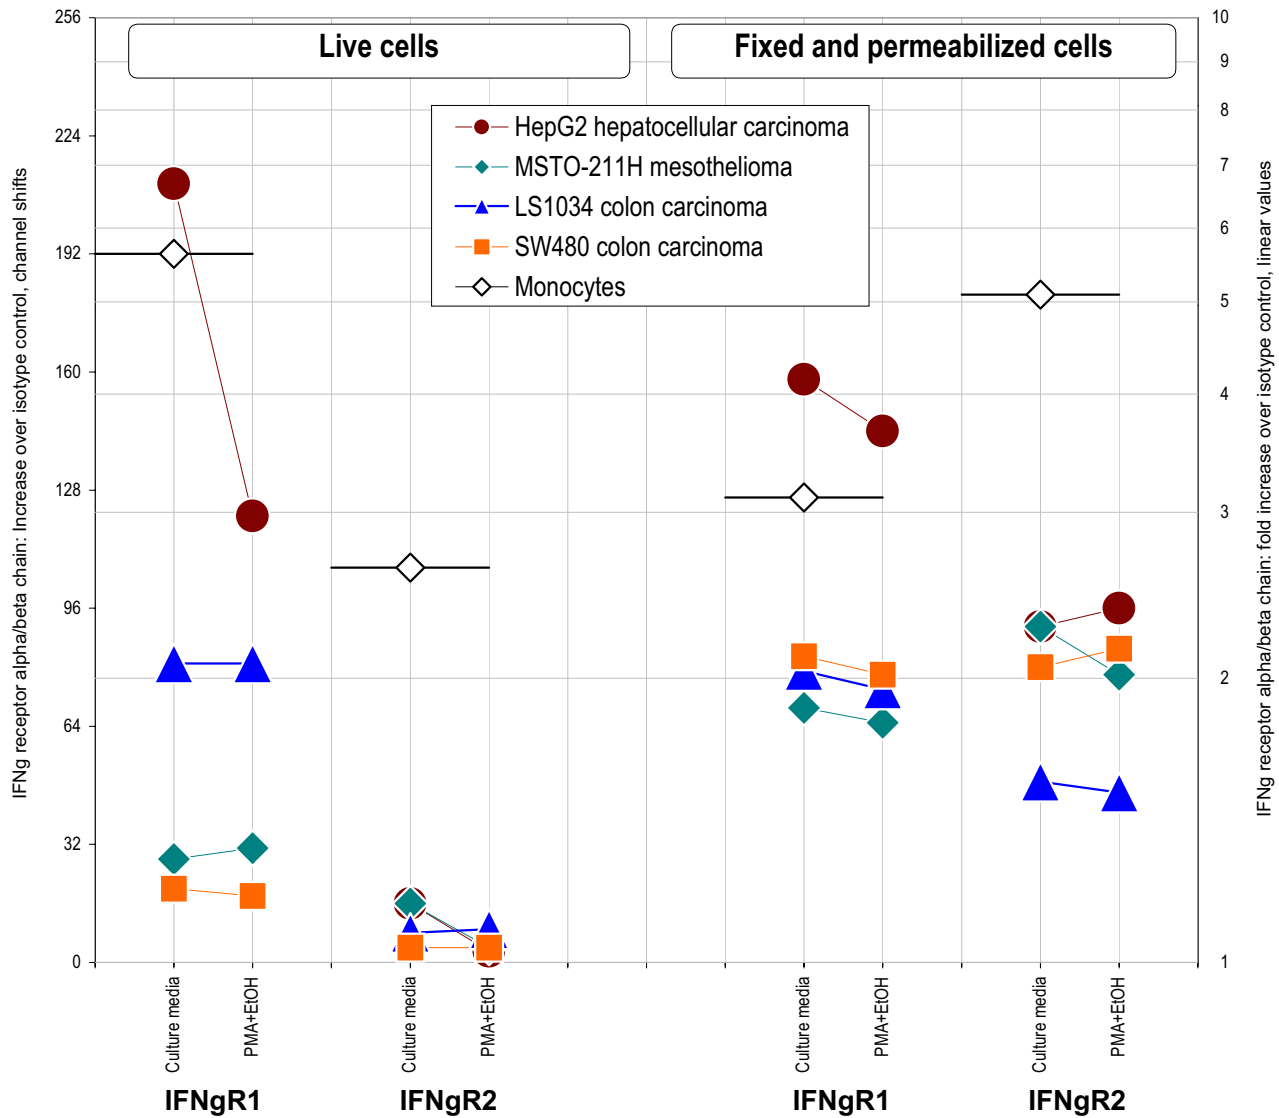 Live cells
Fixed and permeabilized cells
HepG2 hepatocellular carcinoma
MSTO-211H mesothelioma
LS1034 colon carcinoma
SW480 colon carcinoma
Monocytes
IFNg receptor alpha/beta chain: Increase over isotype control, channel shifts
256
224
192
160
128
96
64
32
0
IFNg receptor alpha/beta chain: fold increase over isotype control, linear values
10
9
8
7
6
5
4
3
2
1
Culture media
PMA+EtOH
Culture media
PMA+EtOH
Culture media
PMA+EtOH
Culture media
PMA+EtOH
IFNgR1
IFNgR2
IFNgR1
IFNgR2